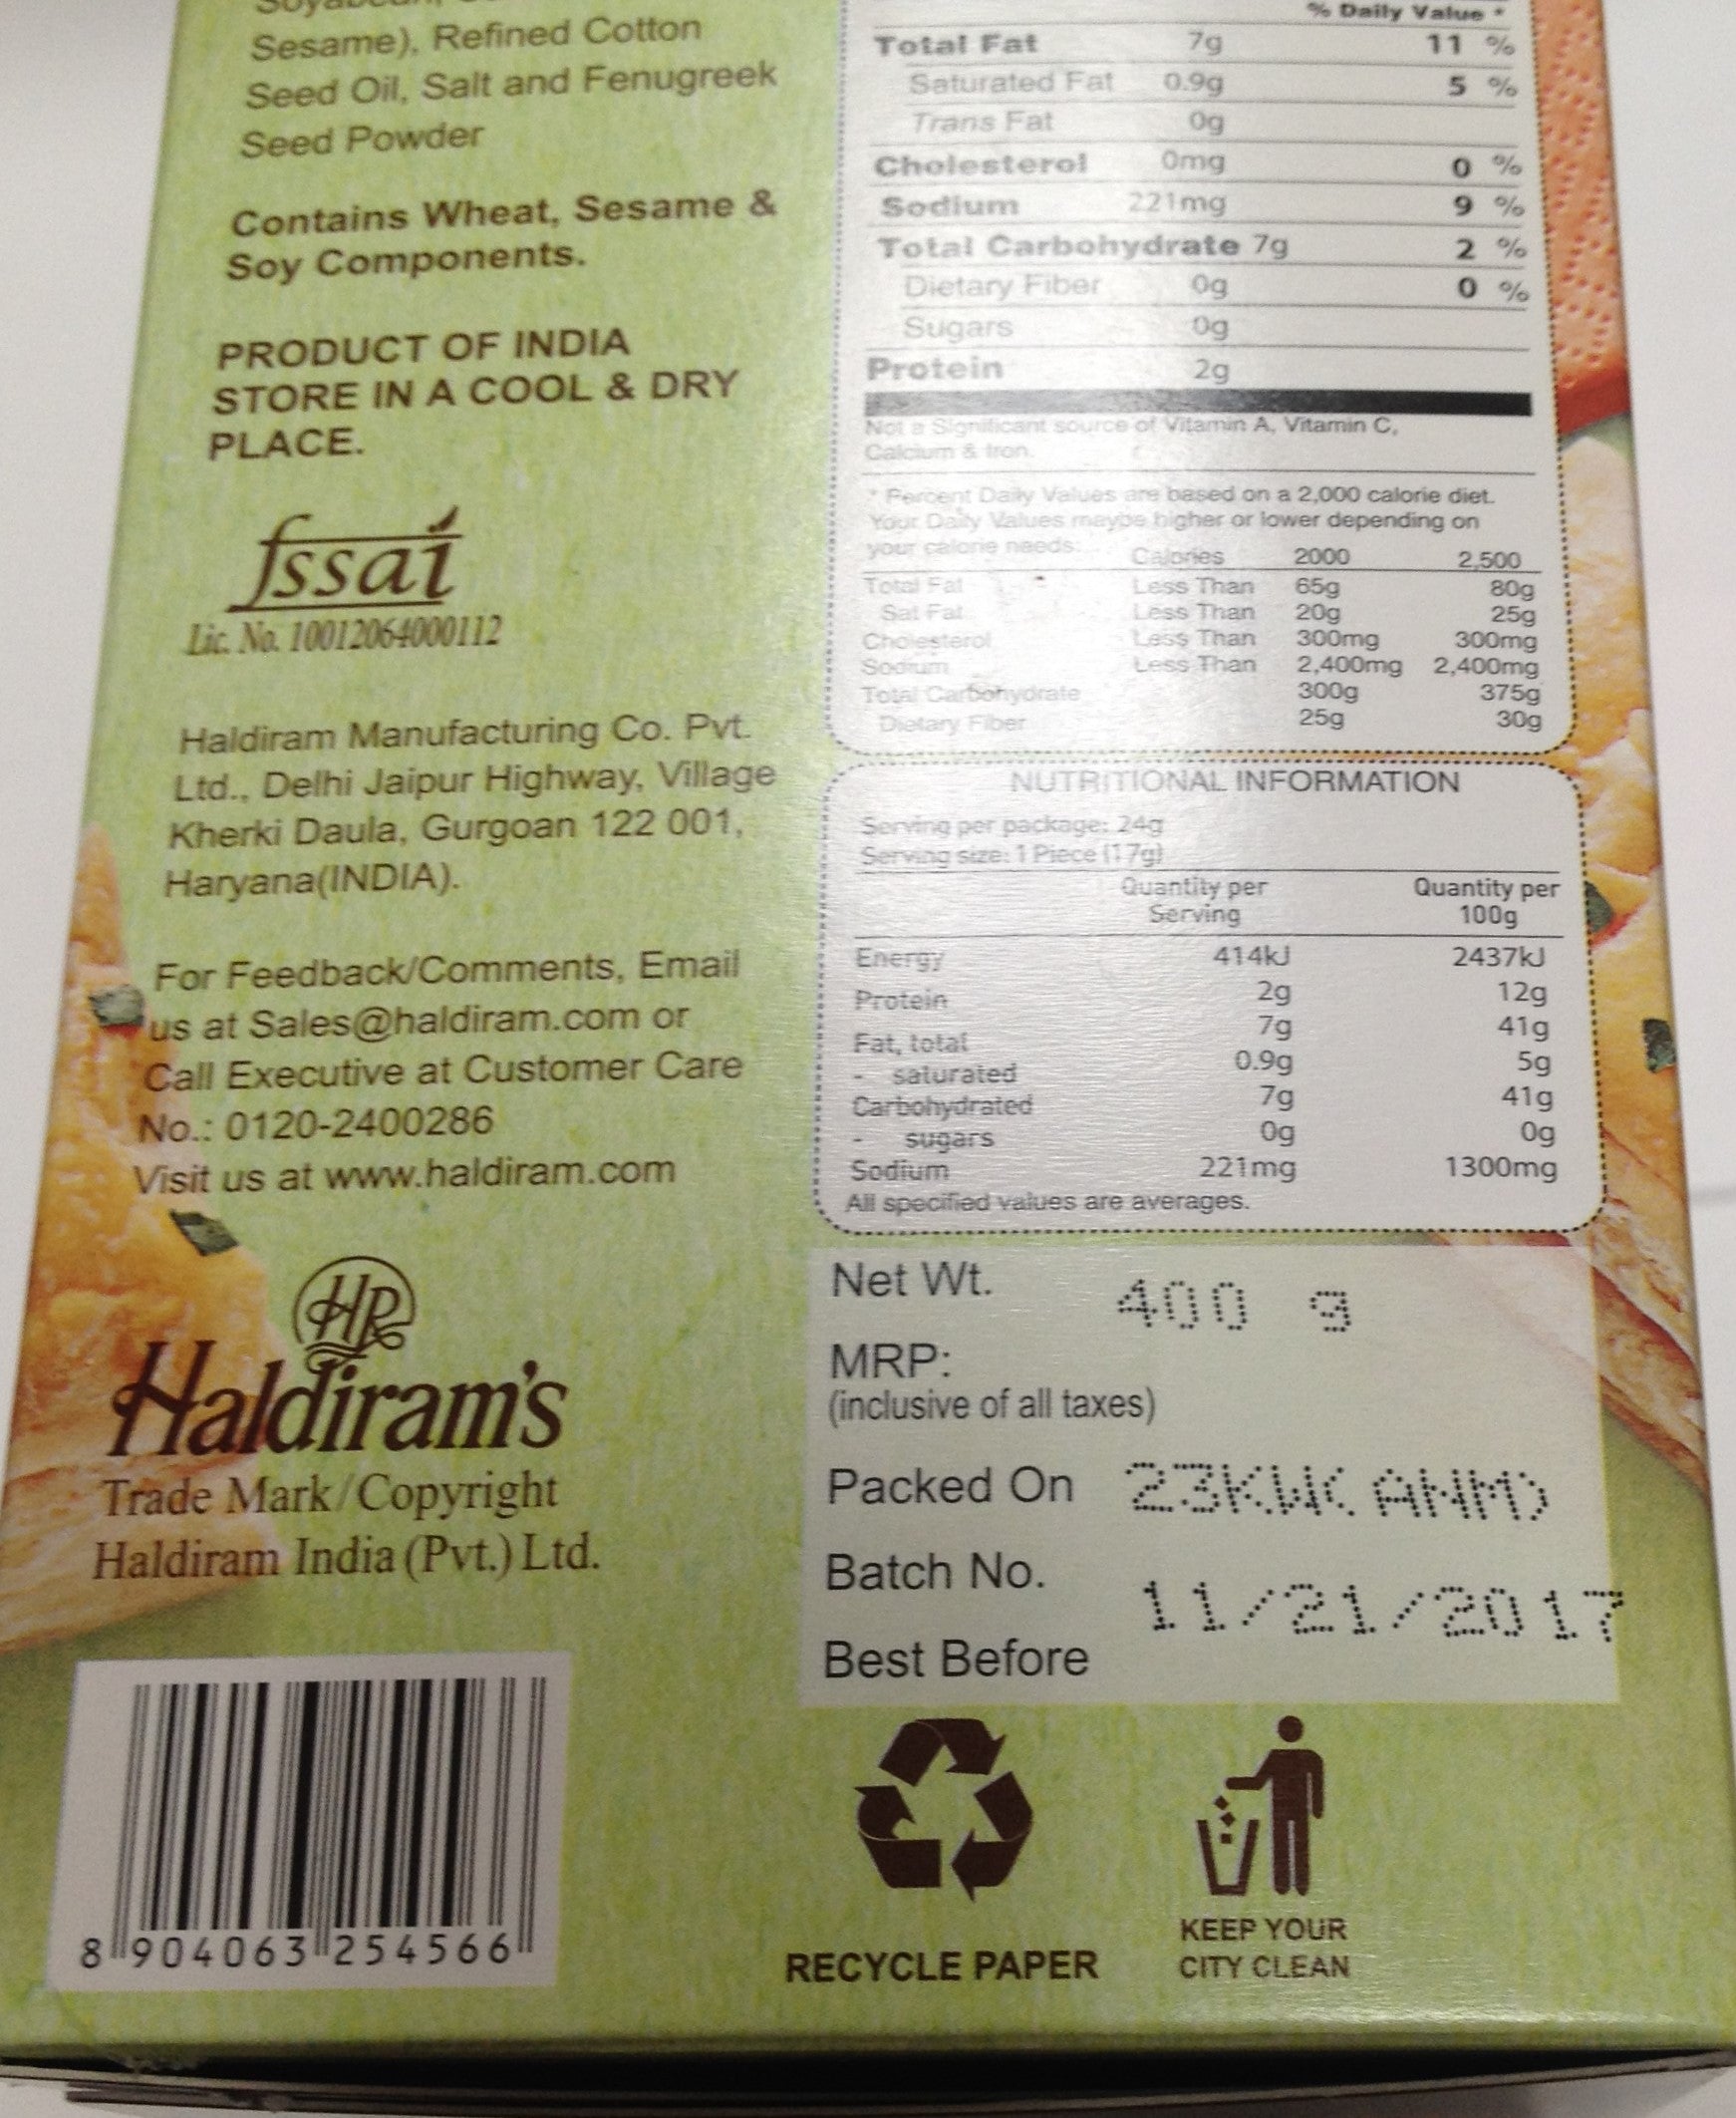 Sesame), Refined Cotton
Seed Oil, Salt and Fenugreek
Seed Powder
Contains Wheat, Sesame &
Soy Components.
PRODUCT OF INDIA
STORE IN A COOL & DRY
PLACE.
fssai
Lic. No. 10012064000112
Haldiram Manufacturing Co. Pvt.
Ltd., Delhi Jaipur Highway, Village
Kherki Daula, Gurgoan 122 001,
Haryana(INDIA).
For Feedback/Comments, Email
us at Sales@haldiram.com or
Call Executive at Customer Care
No.: 0120-2400286
Visit us at www.haldiram.com
HR
Haldiram's
Trade Mark/Copyright
Haldiram India (Pvt.) Ltd.
8 904063 254566
% Daily Value *
Total Fat 7g 11 %
Saturated Fat 0.9g 5 %
Trans Fat 0g
Cholesterol 0mg 0 %
Sodium 221mg 9 %
Total Carbohydrate 7g 2 %
Dietary Fiber 0g 0 %
Sugars 0g
Protein 2g
Not a Significant source of Vitamin A, Vitamin C,
Calcium & Iron.
* Percent Daily Values are based on a 2,000 calorie diet.
Your Daily Values maybe higher or lower depending on
your calorie needs: Calories 2000 2,500
Total Fat Less Than 65g 80g
Sat Fat Less Than 20g 25g
Cholesterol Less Than 300mg 300mg
Sodium Less Than 2,400mg 2,400mg
Total Carbohydrate 300g 375g
Dietary Fiber 25g 30g
NUTRITIONAL INFORMATION
Serving per package: 24g
Serving size: 1 Piece (17g)
Quantity per Quantity per
Serving 100g
Energy 414kJ 2437kJ
Protein 2g 12g
Fat, total 7g 41g
- saturated 0.9g 5g
Carbohydrated 7g 41g
- sugars 0g 0g
Sodium 221mg 1300mg
All specified values are averages.
Net Wt. 400 g
MRP:
(inclusive of all taxes)
Packed On 23KW(ANM)
Batch No.
11/21/2017
Best Before
RECYCLE PAPER
KEEP YOUR
CITY CLEAN